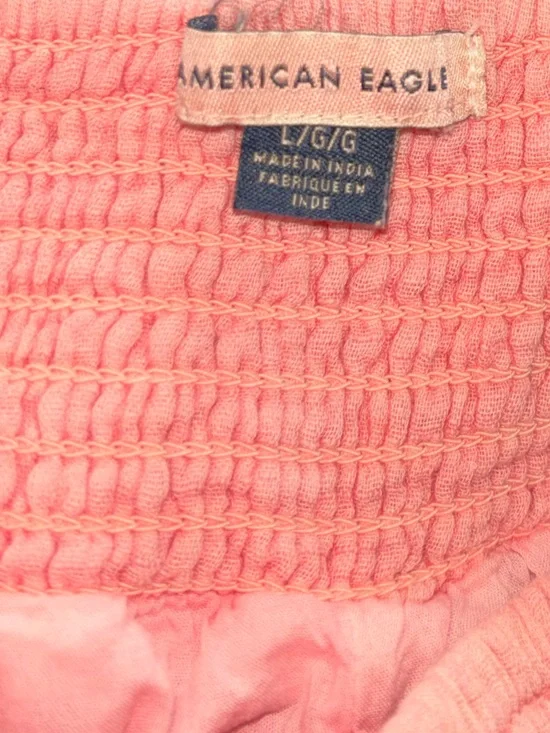 AMERICAN EAGLE
L/G/G
MADE IN INDIA
FABRIQUE EN
INDE